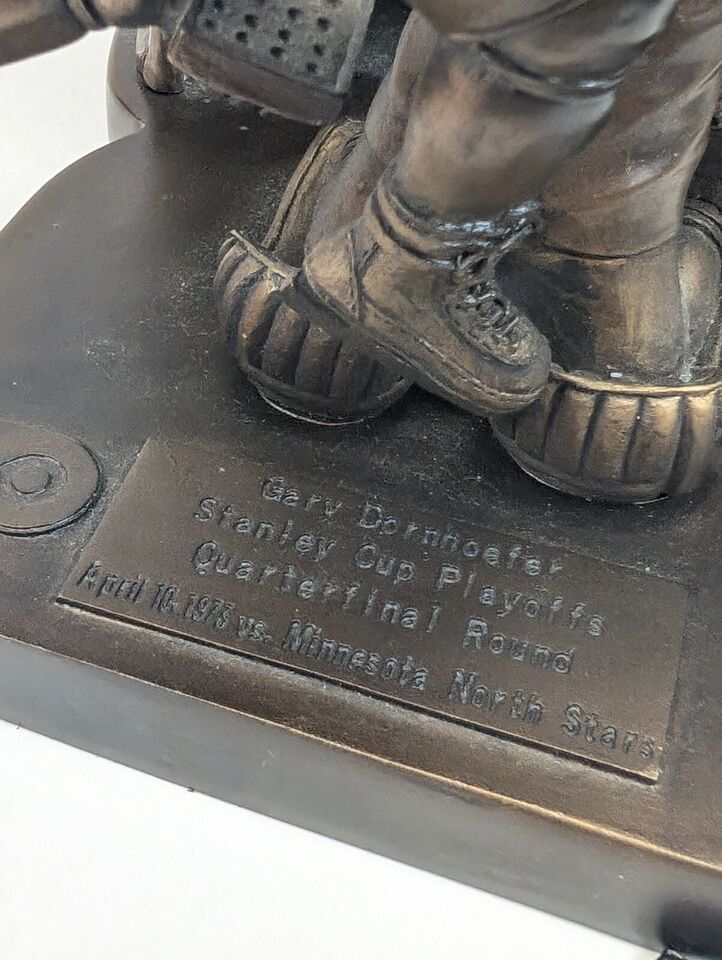 Gary Dornhoefer
Stanley Cup Playoffs
Quarterfinal Round
April 16, 1973 vs. Minnesota North Stars